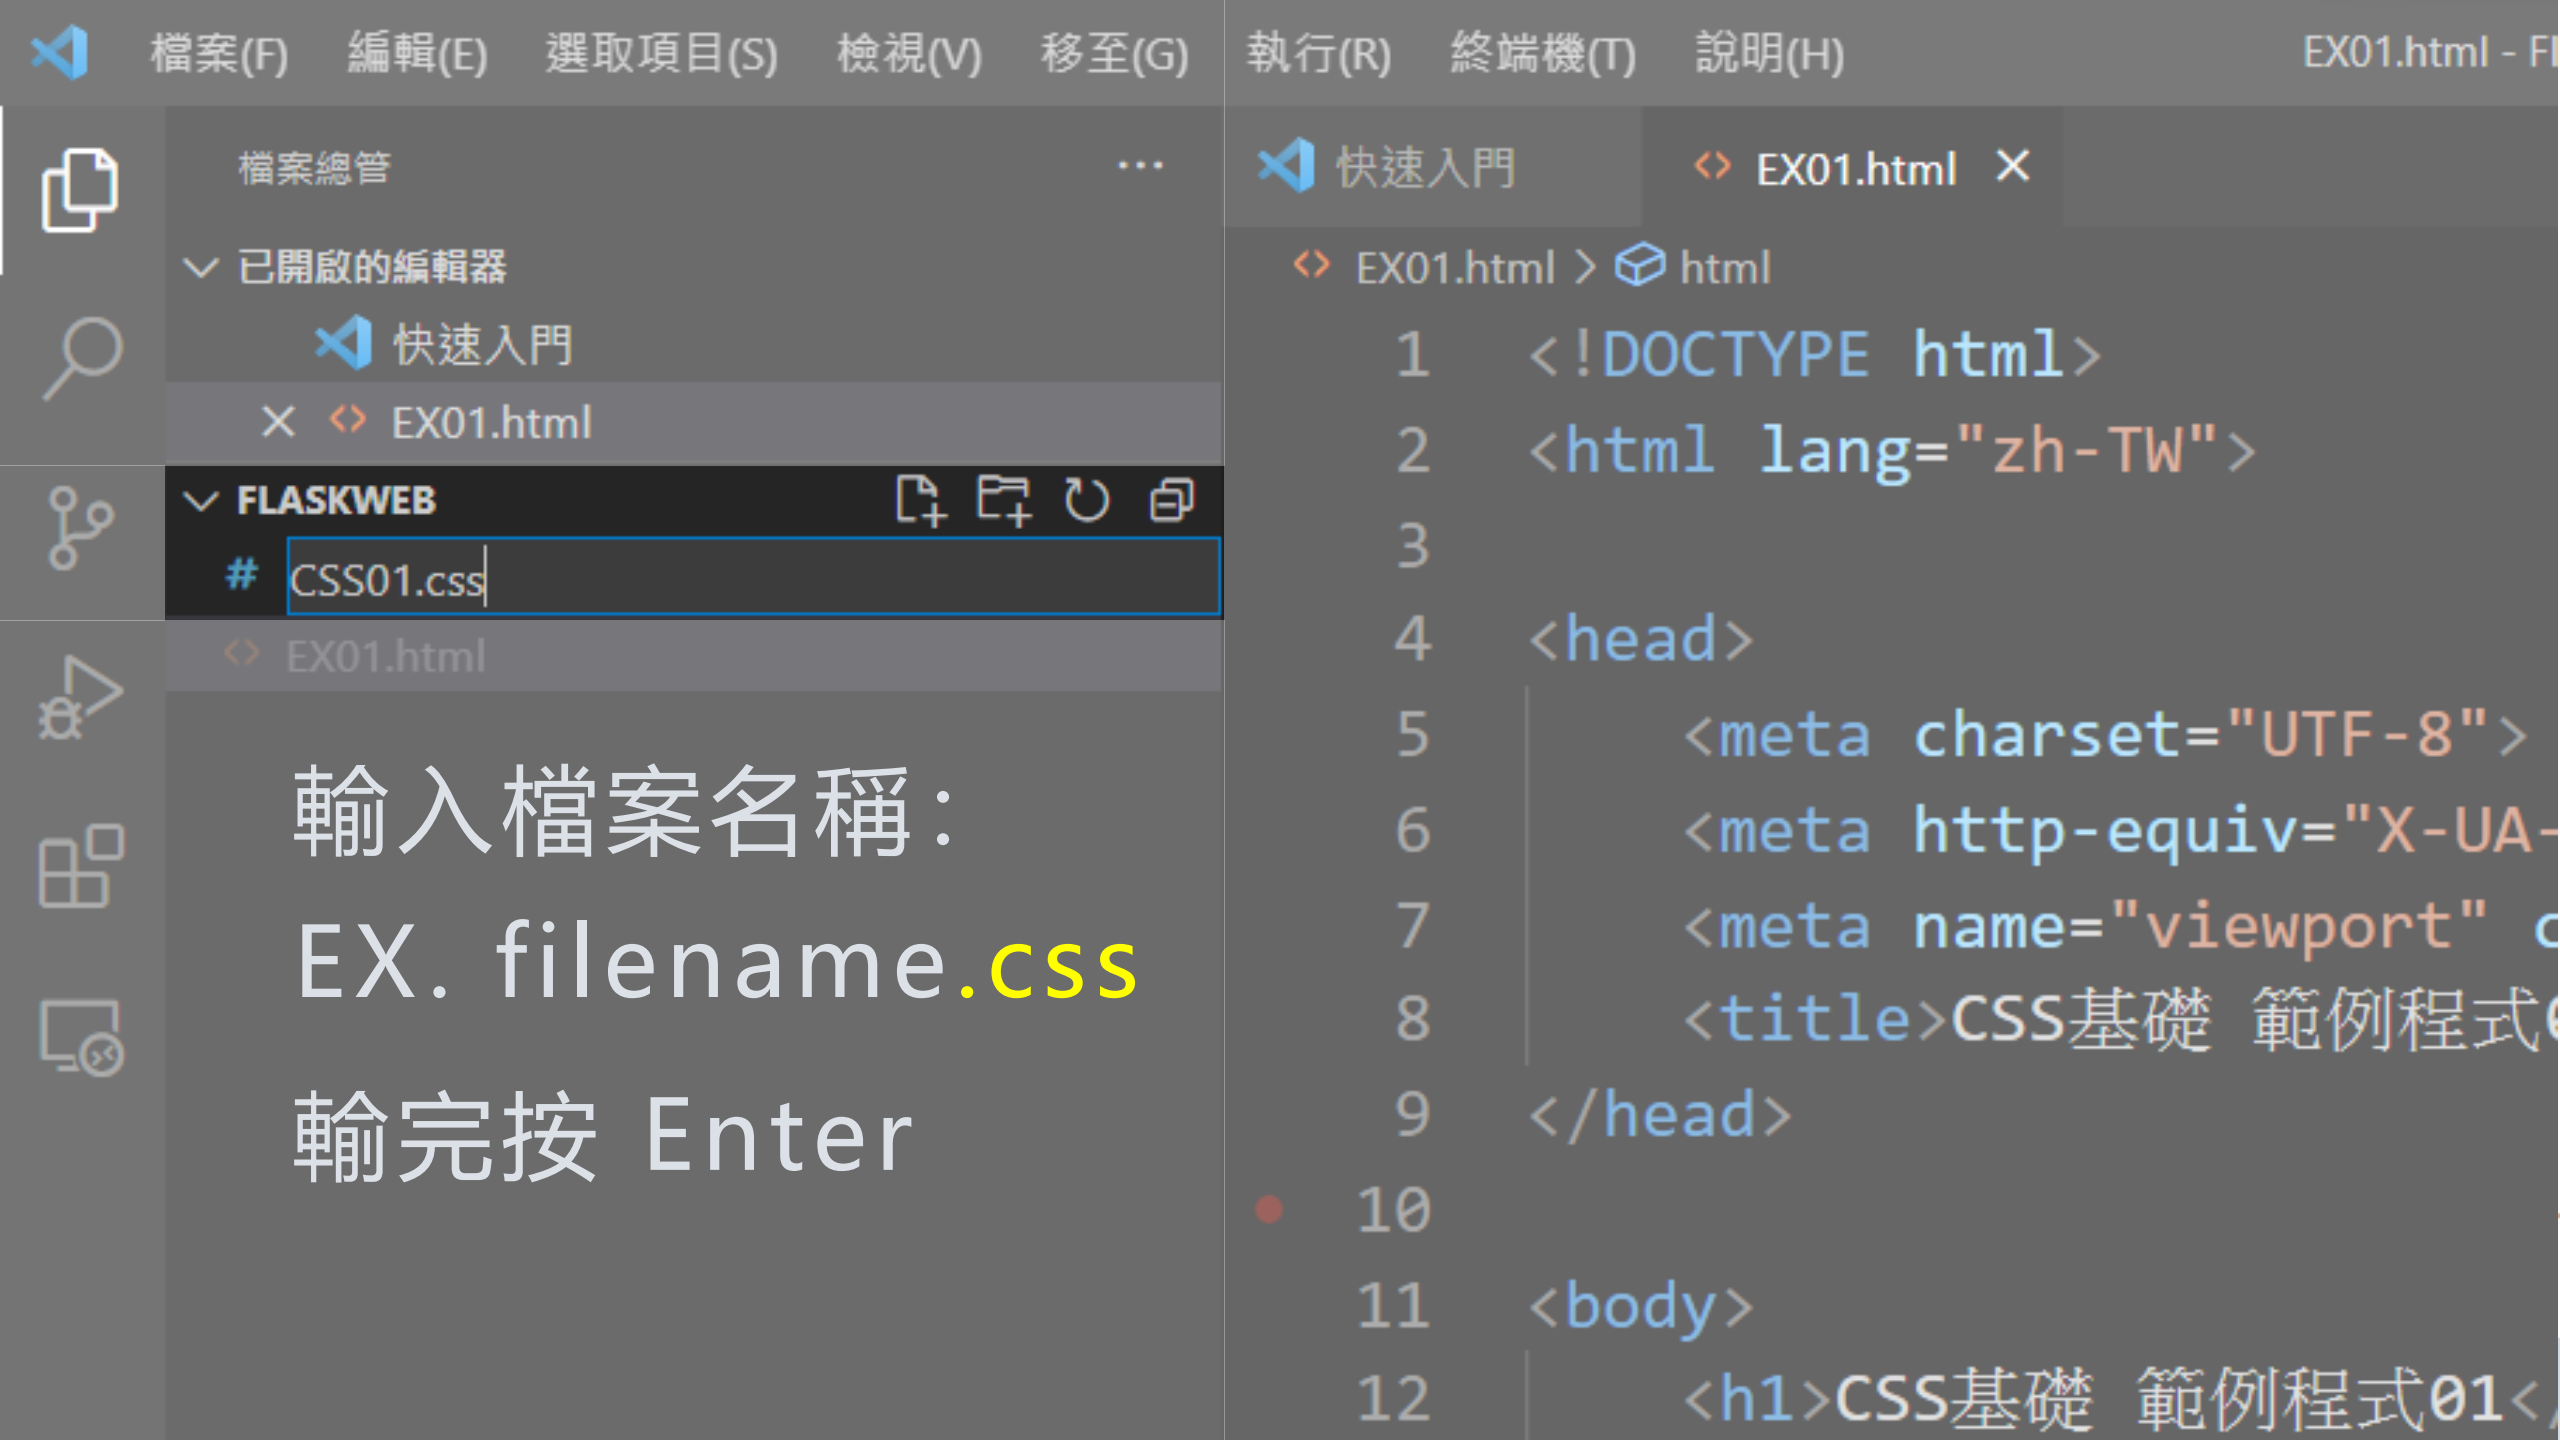 檔案(F) 編輯(E) 選取項目(S) 檢視(V) 移至(G) 執行(R) 終端機(T) 說明(H) EX01.html - Fl
檔案總管 ...
已開啟的編輯器
快速入門
EX01.html
FLASKWEB
# CSS01.css
EX01.html
輸入檔案名稱：
EX. filename.css
輸完按 Enter
快速入門 EX01.html
EX01.html > html
1 <!DOCTYPE html>
2 <html lang="zh-TW">
3
4 <head>
5 <meta charset="UTF-8">
6 <meta http-equiv="X-UA-
7 <meta name="viewport" c
8 <title>CSS基礎 範例程式0
9 </head>
10
11 <body>
12 <h1>CSS基礎 範例程式01</